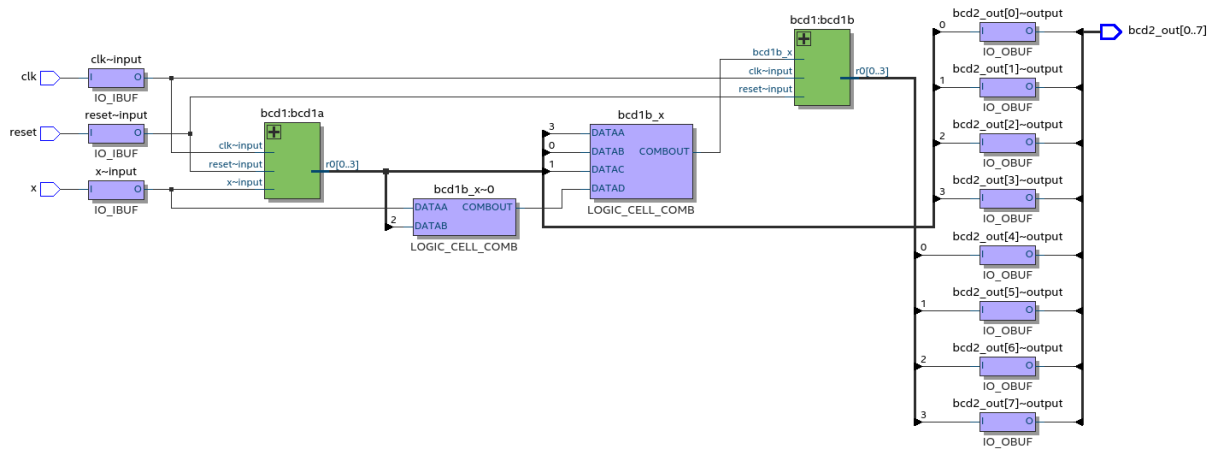 clk
clk~input
I
O
IO_IBUF
reset
reset~input
IO_IBUF
x
x~input
I
O
IO_IBUF
bcd1:bcd1a
clk~input
reset~input
x~input
r0[0..3]
bcd1b_x~0
DATAA
COMBOUT
2
DATAB
LOGIC_CELL_COMB
bcd1b_x
3
DATAA
0
DATAB
COMBOUT
1
DATAC
DATAD
LOGIC_CELL_COMB
bcd1:bcd1b
bcd1b_x
clk~input
reset~input
r0[0..3]
bcd2_out[0]~output
0
I
O
IO_OBUF
bcd2_out[1]~output
1
I
O
IO_OBUF
bcd2_out[2]~output
2
I
O
IO_OBUF
bcd2_out[3]~output
3
I
O
IO_OBUF
bcd2_out[4]~output
0
I
O
IO_OBUF
bcd2_out[5]~output
1
I
O
IO_OBUF
bcd2_out[6]~output
2
I
O
IO_OBUF
bcd2_out[7]~output
3
I
O
IO_OBUF
bcd2_out[0..7]